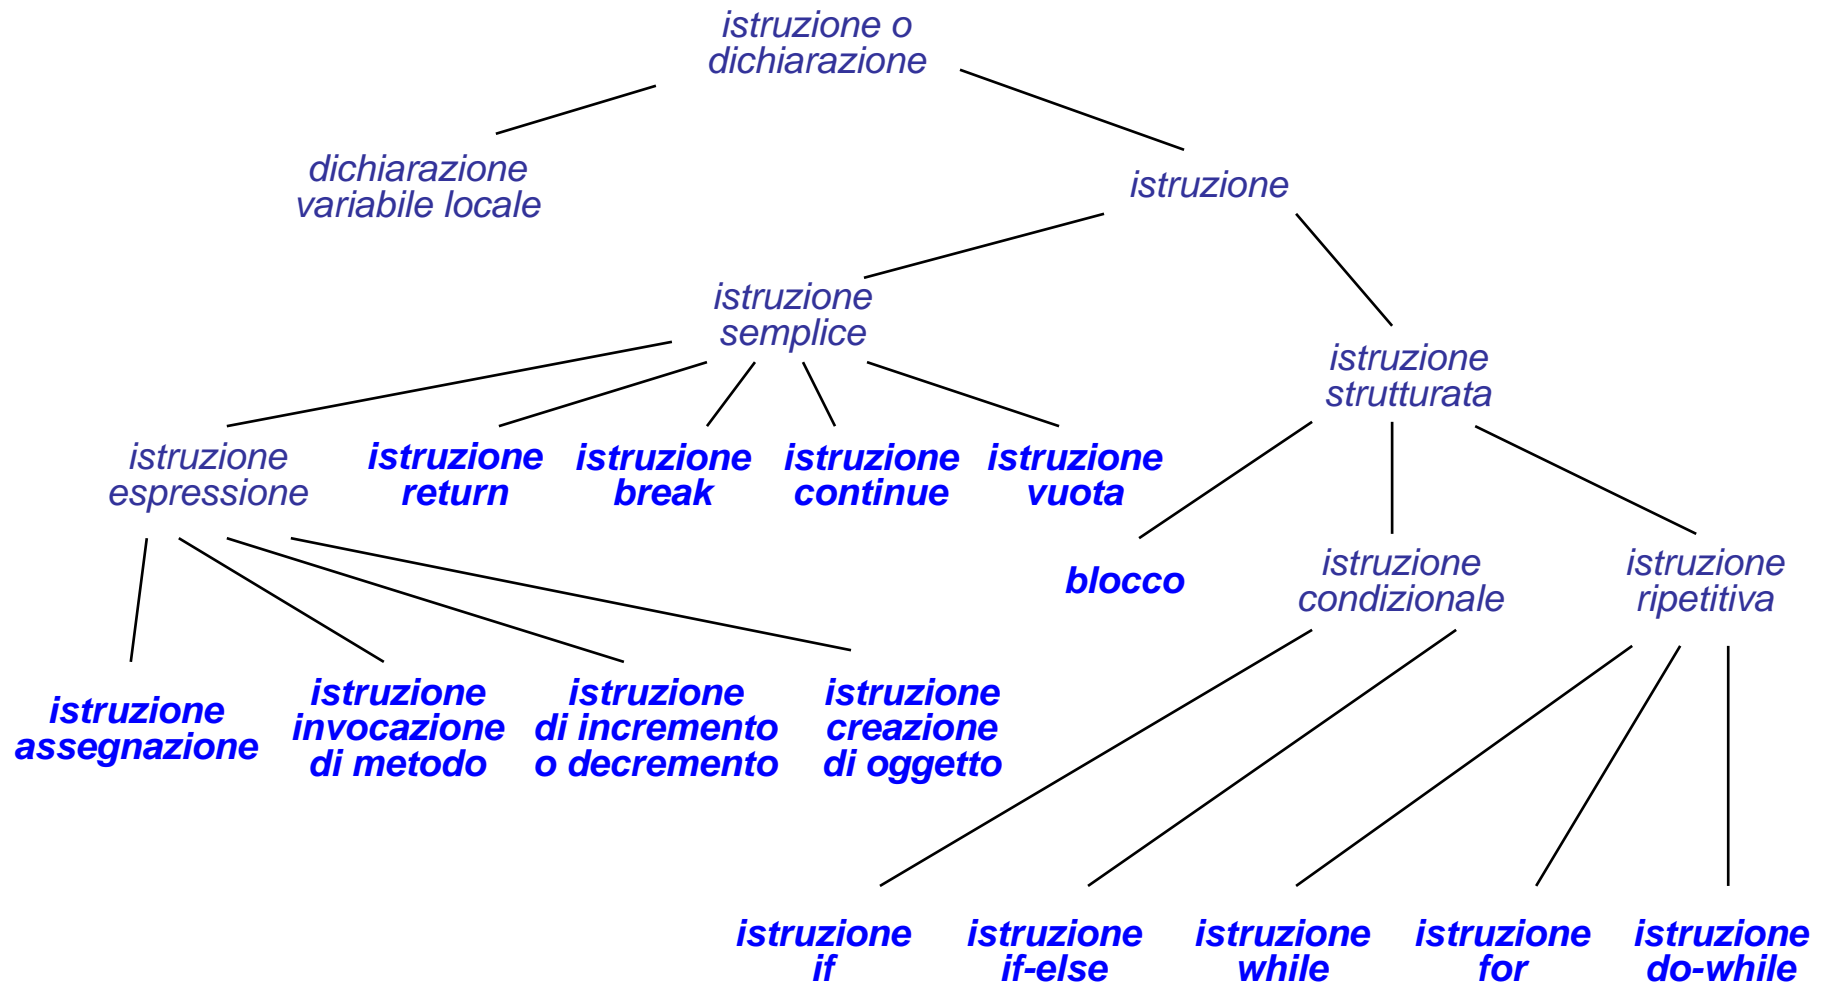 istruzione o
dichiarazione
dichiarazione
variabile locale
istruzione
istruzione
semplice
istruzione
strutturata
istruzione
espressione
istruzione
return
istruzione
break
istruzione
continue
istruzione
vuota
blocco
istruzione
condizionale
istruzione
ripetitiva
istruzione
assegnazione
istruzione
invocazione
di metodo
istruzione
di incremento
o decremento
istruzione
creazione
di oggetto
istruzione
if
istruzione
if-else
istruzione
while
istruzione
for
istruzione
do-while